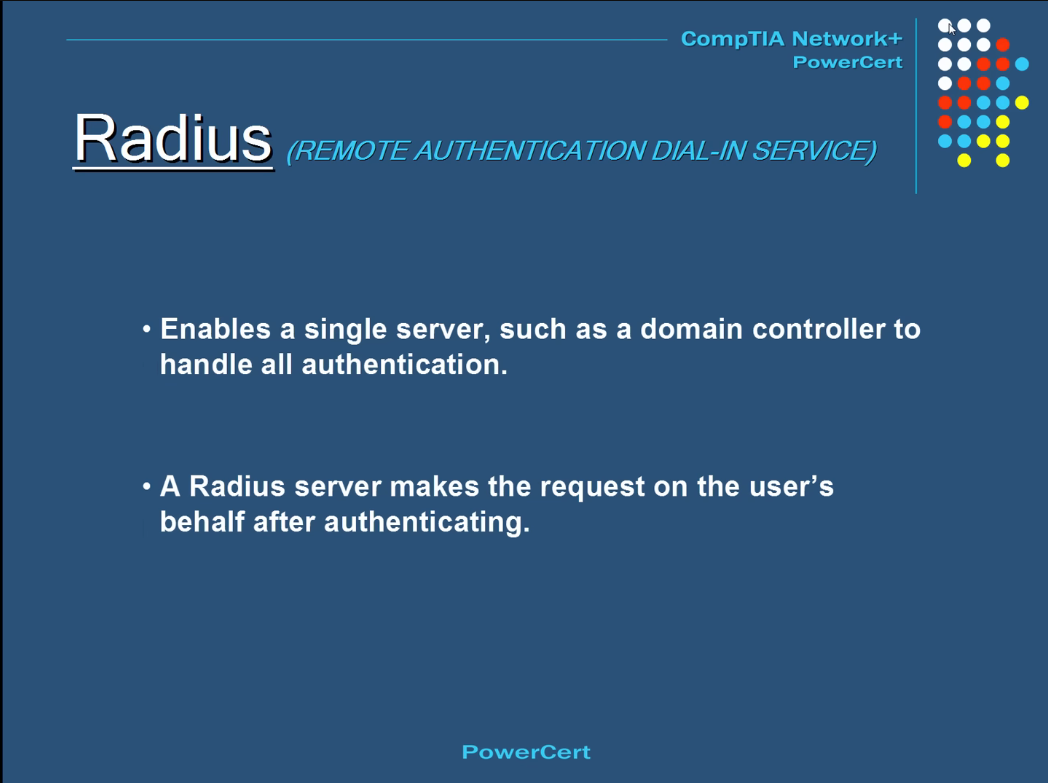 CompTIA Network+
PowerCert
Radius (REMOTE AUTHENTICATION DIAL-IN SERVICE)
• Enables a single server, such as a domain controller to
handle all authentication.
• A Radius server makes the request on the user’s
behalf after authenticating.
PowerCert